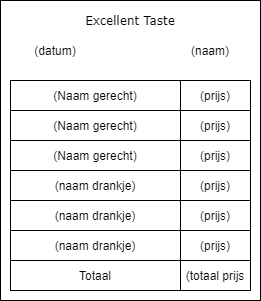 Excellent Taste
(datum) (naam)
(Naam gerecht) (prijs)
(Naam gerecht) (prijs)
(Naam gerecht) (prijs)
(naam drankje) (prijs)
(naam drankje) (prijs)
(naam drankje) (prijs)
Totaal (totaal prijs